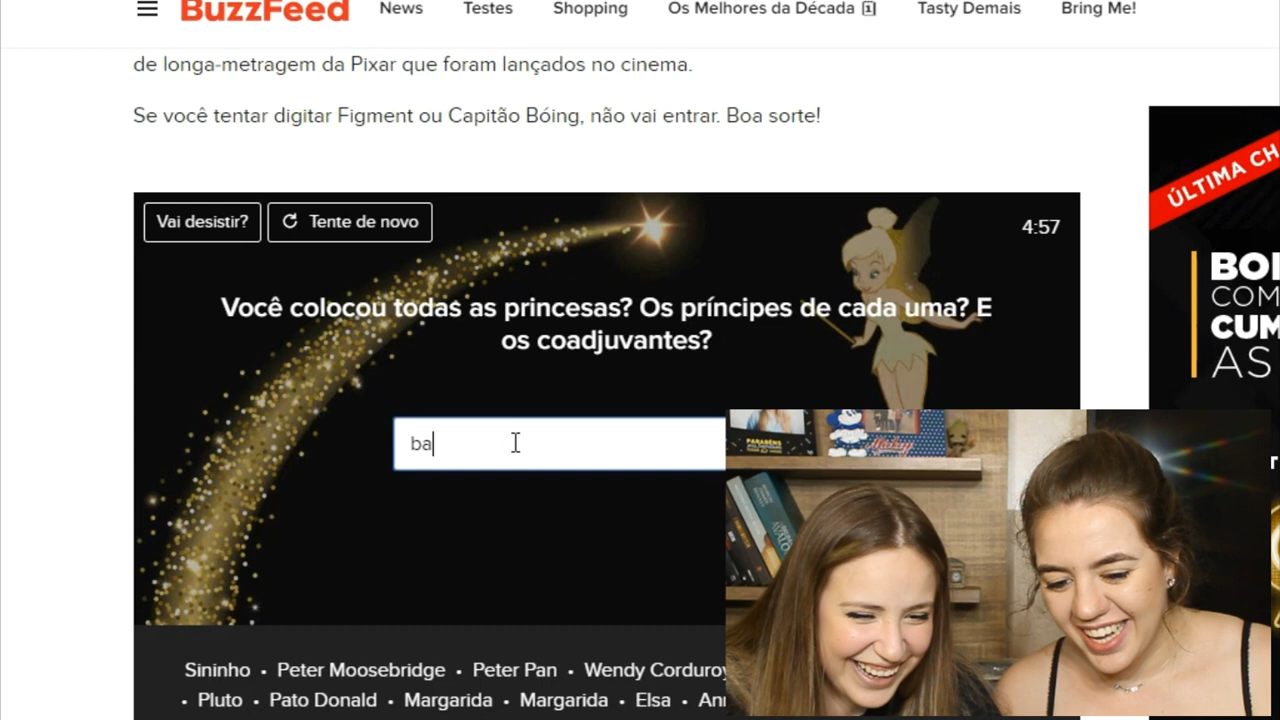 BuzzFeed News Testes Shopping Os Melhores da Década Tasty Demais Bring Me!
de longa-metragem da Pixar que foram lançados no cinema.
Se você tentar digitar Figment ou Capitão Bóing, não vai entrar. Boa sorte!
ÚLTIMA CH
Vai desistir? Tente de novo 4:57
Você colocou todas as princesas? Os príncipes de cada uma? E
os coadjuvantes?
BOI
COM
CUM
AS
ba
PARABÉNS
Mickey
Sininho • Peter Moosebridge • Peter Pan • Wendy Corduroy
• Pluto • Pato Donald • Margarida • Margarida • Elsa • An